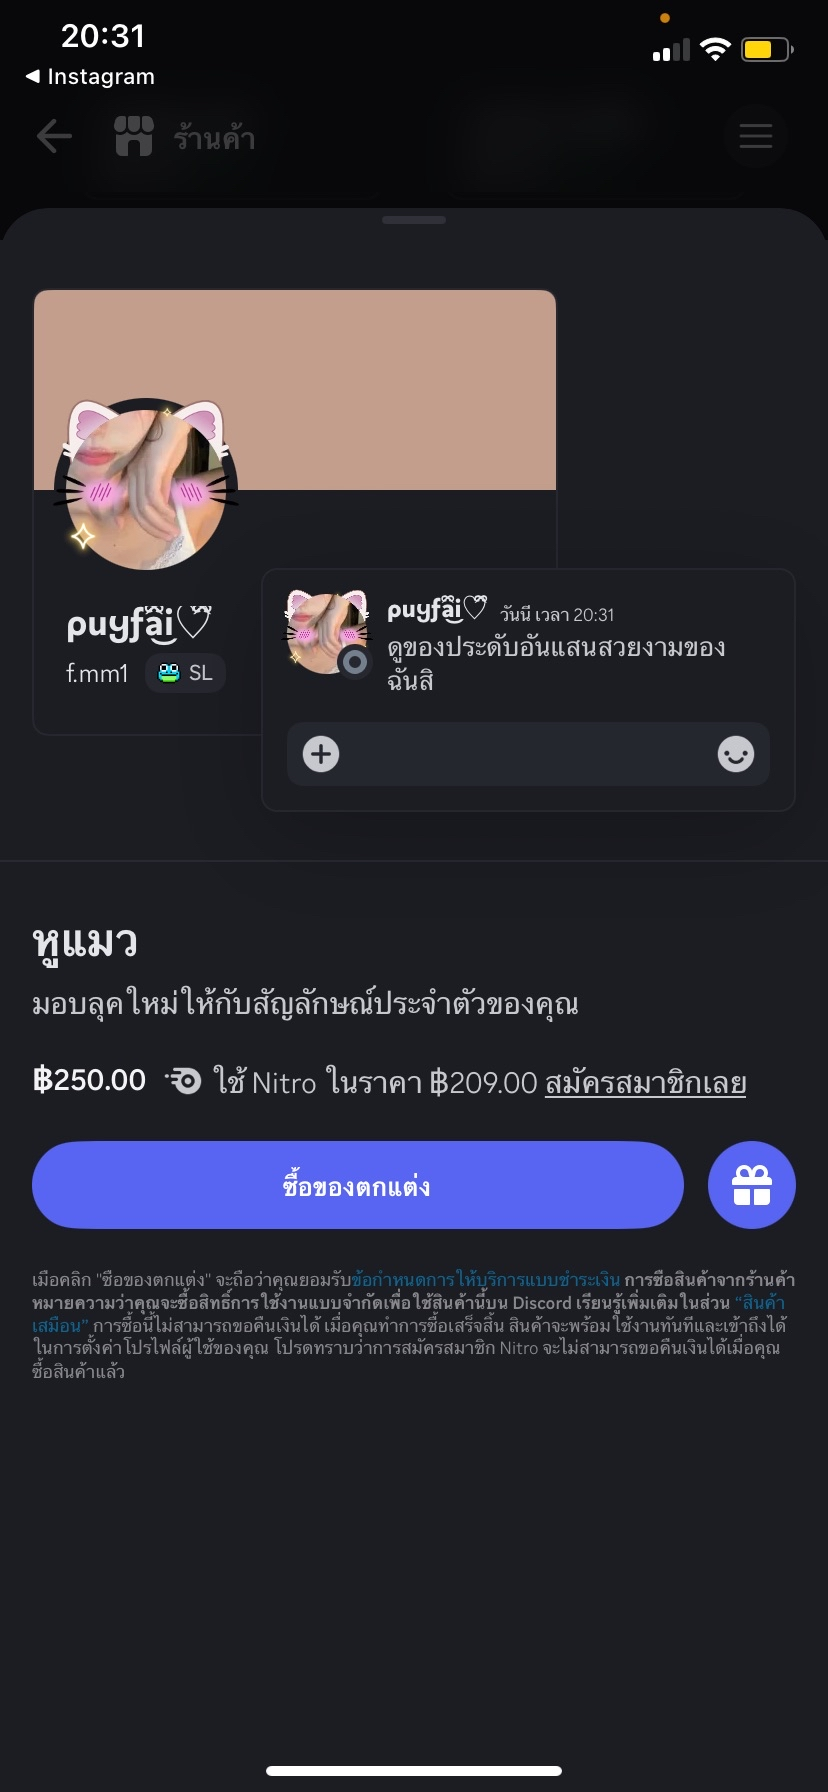 20:31
◀ Instagram
ร้านค้า
ρυyfā̂i♡̂̈
f.mm1 SL
ρυyfā̂i♡̂̈ วันนี้ เวลา 20:31
ดูของประดับอันแสนสวยงามของ
ฉันสิ
หูแมว
มอบลุคใหม่ให้กับสัญลักษณ์ประจำตัวของคุณ
฿250.00 ใช้ Nitro ในราคา ฿209.00 สมัครสมาชิกเลย
ซื้อของตกแต่ง
เมื่อคลิก "ซื้อของตกแต่ง" จะถือว่าคุณยอมรับข้อกำหนดการให้บริการแบบชำระเงิน การซื้อสินค้าจากร้านค้า
หมายความว่าคุณจะซื้อสิทธิ์การใช้งานแบบจำกัดเพื่อใช้สินค้านี้บน Discord เรียนรู้เพิ่มเติมในส่วน “สินค้า
เสมือน” การซื้อนี้ไม่สามารถขอคืนเงินได้ เมื่อคุณทำการซื้อเสร็จสิ้น สินค้าจะพร้อมใช้งานทันทีและเข้าถึงได้
ในการตั้งค่าโปรไฟล์ผู้ใช้ของคุณ โปรดทราบว่าการสมัครสมาชิก Nitro จะไม่สามารถขอคืนเงินได้เมื่อคุณ
ซื้อสินค้าแล้ว